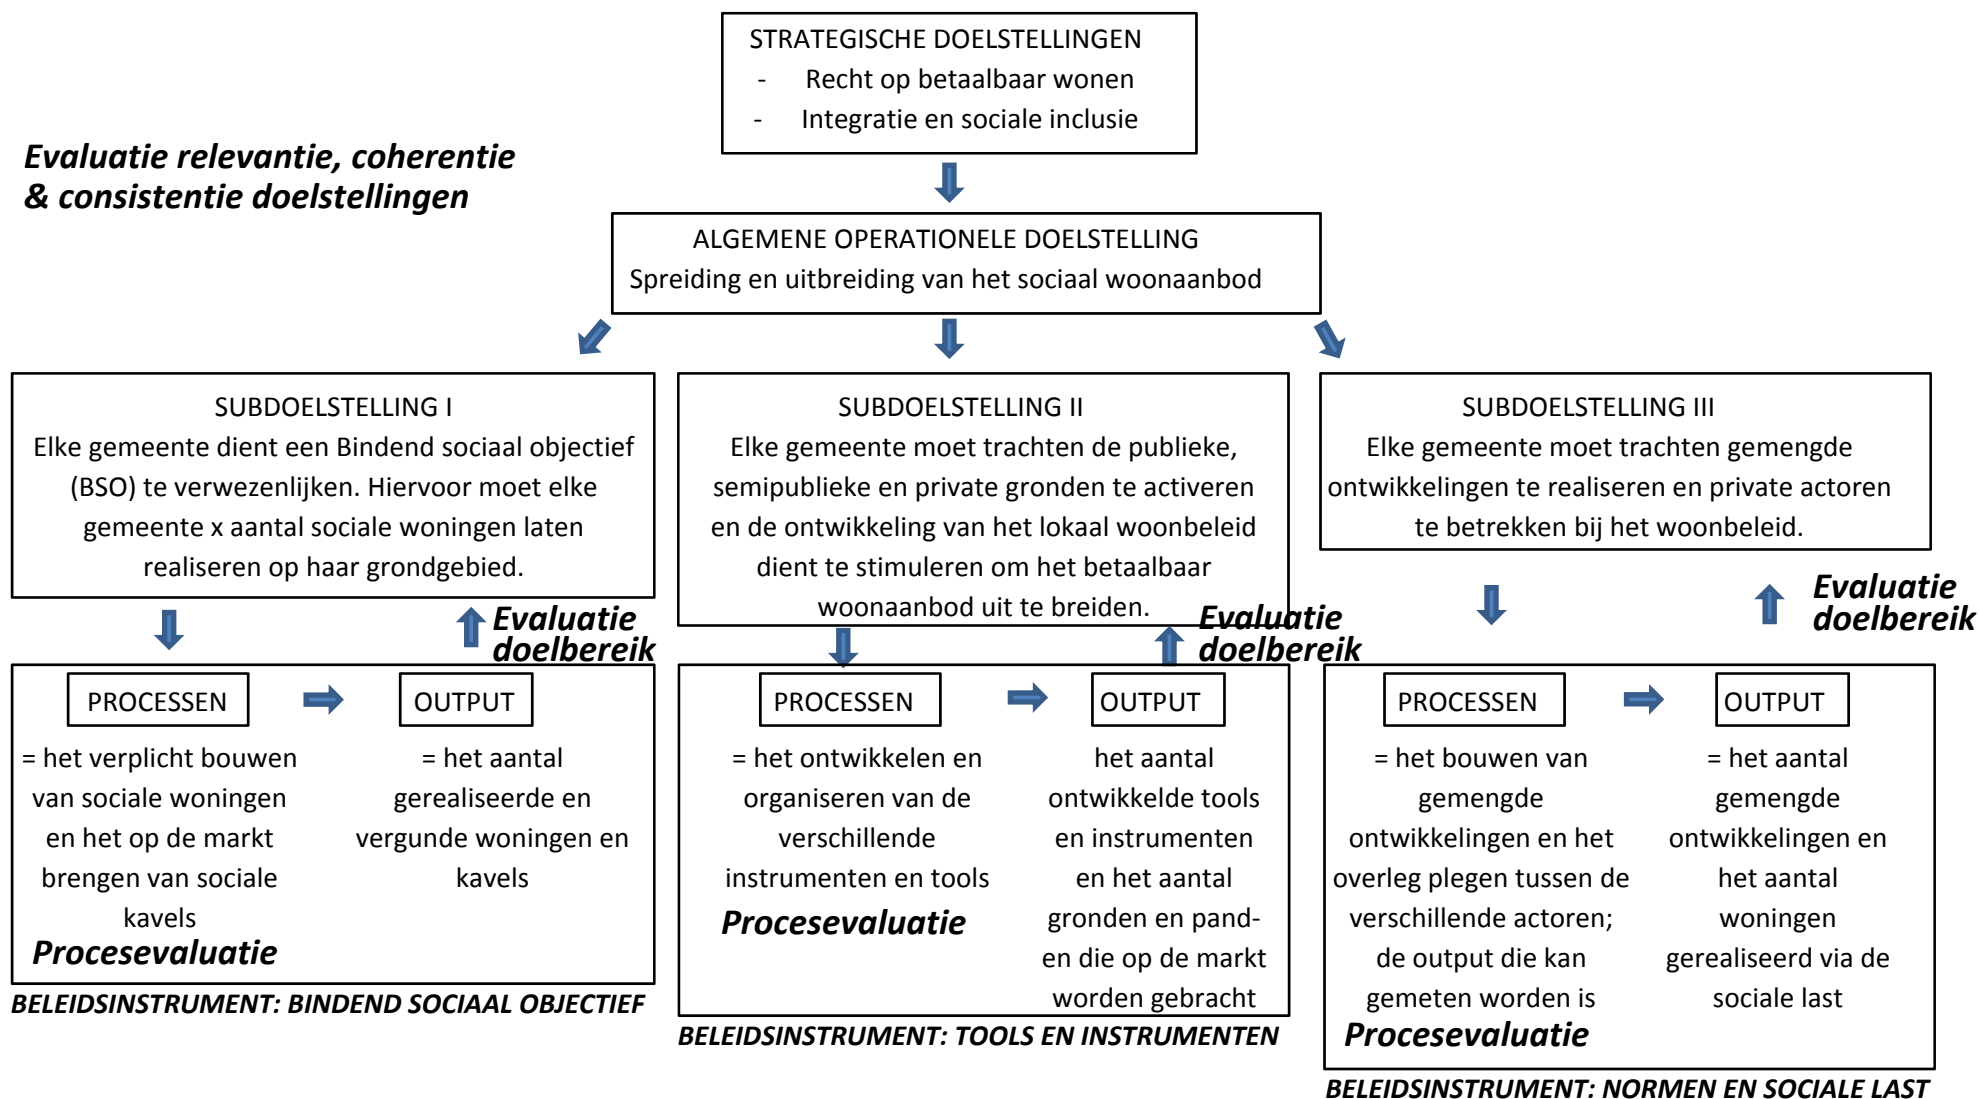 STRATEGISCHE DOELSTELLINGEN
- Recht op betaalbaar wonen
- Integratie en sociale inclusie
Evaluatie relevantie, coherentie
& consistentie doelstellingen
ALGEMENE OPERATIONELE DOELSTELLING
Spreiding en uitbreiding van het sociaal woonaanbod
SUBDOELSTELLING I
Elke gemeente dient een Bindend sociaal objectief
(BSO) te verwezenlijken. Hiervoor moet elke
gemeente x aantal sociale woningen laten
realiseren op haar grondgebied.
SUBDOELSTELLING II
Elke gemeente moet trachten de publieke,
semipublieke en private gronden te activeren
en de ontwikkeling van het lokaal woonbeleid
dient te stimuleren om het betaalbaar
woonaanbod uit te breiden.
SUBDOELSTELLING III
Elke gemeente moet trachten gemengde
ontwikkelingen te realiseren en private actoren
te betrekken bij het woonbeleid.
Evaluatie
doelbereik
Evaluatie
doelbereik
Evaluatie
doelbereik
PROCESSEN
= het verplicht bouwen
van sociale woningen
en het op de markt
brengen van sociale
kavels
Procesevaluatie
OUTPUT
= het aantal
gerealiseerde en
vergunde woningen en
kavels
BELEIDSINSTRUMENT: BINDEND SOCIAAL OBJECTIEF
PROCESSEN
= het ontwikkelen en
organiseren van de
verschillende
instrumenten en tools
Procesevaluatie
OUTPUT
het aantal
ontwikkelde tools
en instrumenten
en het aantal
gronden en pand-
en die op de markt
worden gebracht
BELEIDSINSTRUMENT: TOOLS EN INSTRUMENTEN
PROCESSEN
= het bouwen van
gemengde
ontwikkelingen en het
overleg plegen tussen de
verschillende actoren;
de output die kan
gemeten worden is
Procesevaluatie
OUTPUT
= het aantal
gemengde
ontwikkelingen en
het aantal
woningen
gerealiseerd via de
sociale last
BELEIDSINSTRUMENT: NORMEN EN SOCIALE LAST